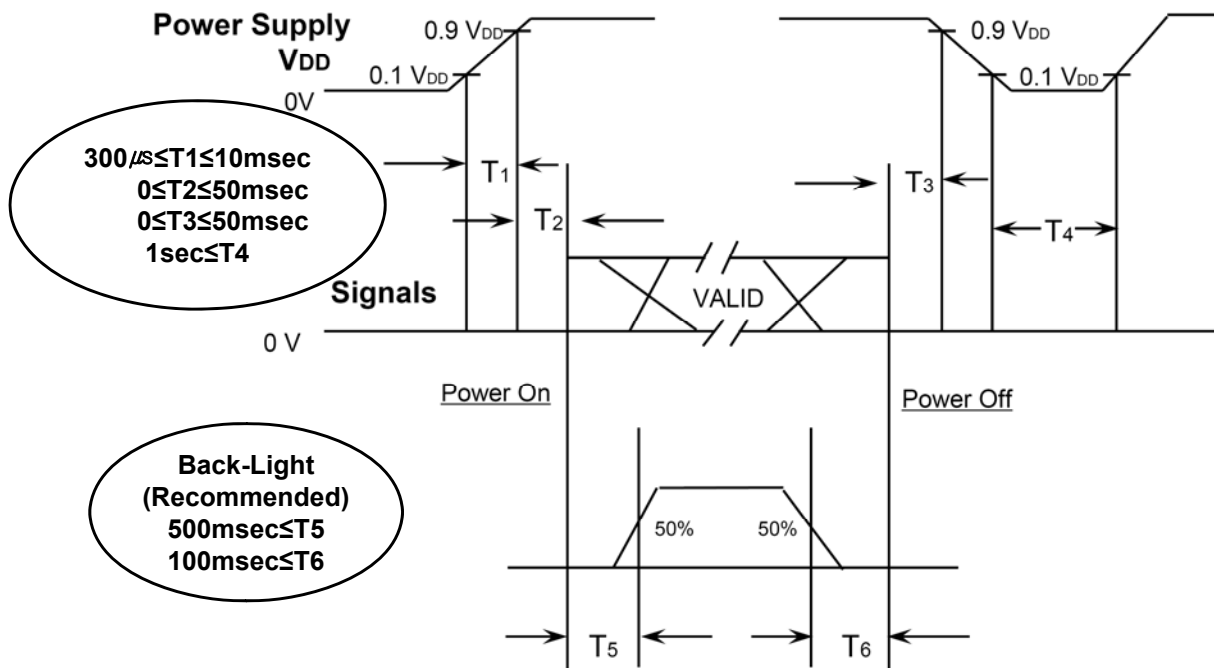 Power Supply
VDD
0.9 VDD
0.1 VDD
0V
0.9 VDD
0.1 VDD
300㎲≤T1≤10msec
0≤T2≤50msec
0≤T3≤50msec
1sec≤T4
T1
T2
T3
T4
Signals
VALID
0 V
Power On
Power Off
Back-Light
(Recommended)
500msec≤T5
100msec≤T6
50%
50%
T5
T6